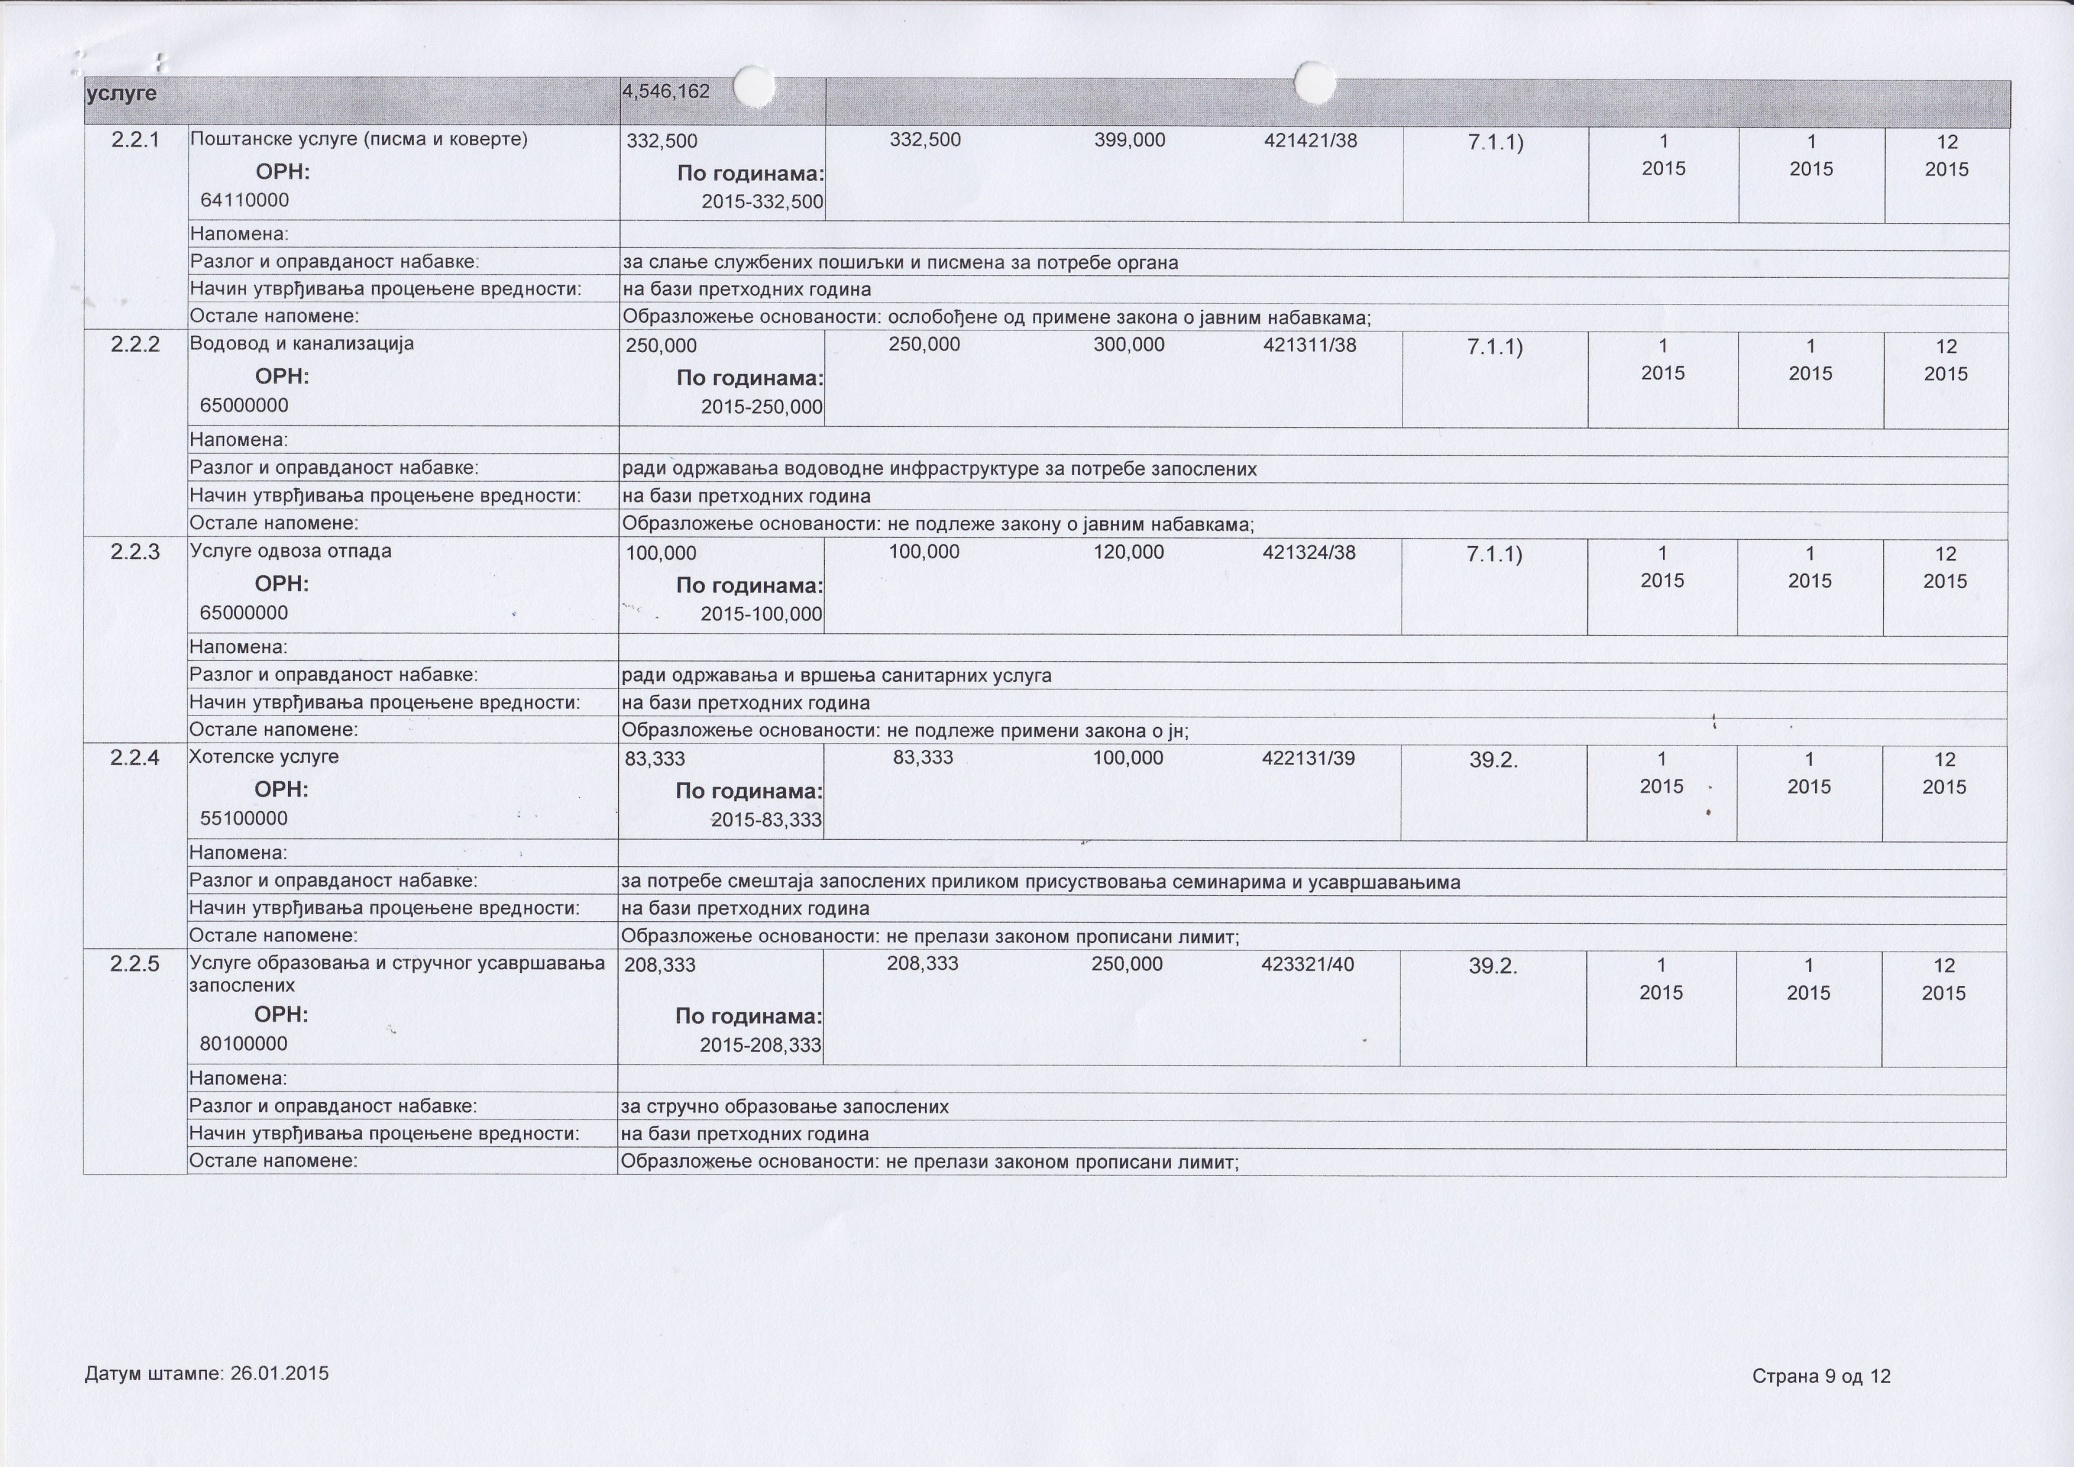 услуге 4,546,162
2.2.1 Поштанске услуге (писма и коверте) 332,500 332,500 399,000 421421/38 7.1.1) 1 1 12
2015 2015 2015
ОРН: По годинама:
64110000 2015-332,500
Напомена:
Разлог и оправданост набавке: за слање службених пошиљки и писмена за потребе органа
Начин утврђивања процењене вредности: на бази претходних година
Остале напомене: Образложење основаности: ослобођене од примене закона о јавним набавкама;
2.2.2 Водовод и канализација 250,000 250,000 300,000 421311/38 7.1.1) 1 1 12
2015 2015 2015
ОРН: По годинама:
65000000 2015-250,000
Напомена:
Разлог и оправданост набавке: ради одржавања водоводне инфраструктуре за потребе запослених
Начин утврђивања процењене вредности: на бази претходних година
Остале напомене: Образложење основаности: не подлеже закону о јавним набавкама;
2.2.3 Услуге одвоза отпада 100,000 100,000 120,000 421324/38 7.1.1) 1 1 12
2015 2015 2015
ОРН: По годинама:
65000000 2015-100,000
Напомена:
Разлог и оправданост набавке: ради одржавања и вршења санитарних услуга
Начин утврђивања процењене вредности: на бази претходних година
Остале напомене: Образложење основаности: не подлеже примени закона о јн;
2.2.4 Хотелске услуге 83,333 83,333 100,000 422131/39 39.2. 1 1 12
2015 2015 2015
ОРН: По годинама:
55100000 2015-83,333
Напомена:
Разлог и оправданост набавке: за потребе смештаја запослених приликом присуствовања семинарима и усавршавањима
Начин утврђивања процењене вредности: на бази претходних година
Остале напомене: Образложење основаности: не прелази законом прописани лимит;
2.2.5 Услуге образовања и стручног усавршавања 208,333 208,333 250,000 423321/40 39.2. 1 1 12
запослених 2015 2015 2015
ОРН: По годинама:
80100000 2015-208,333
Напомена:
Разлог и оправданост набавке: за стручно образовање запослених
Начин утврђивања процењене вредности: на бази претходних година
Остале напомене: Образложење основаности: не прелази законом прописани лимит;
Датум штампе: 26.01.2015 Страна 9 од 12